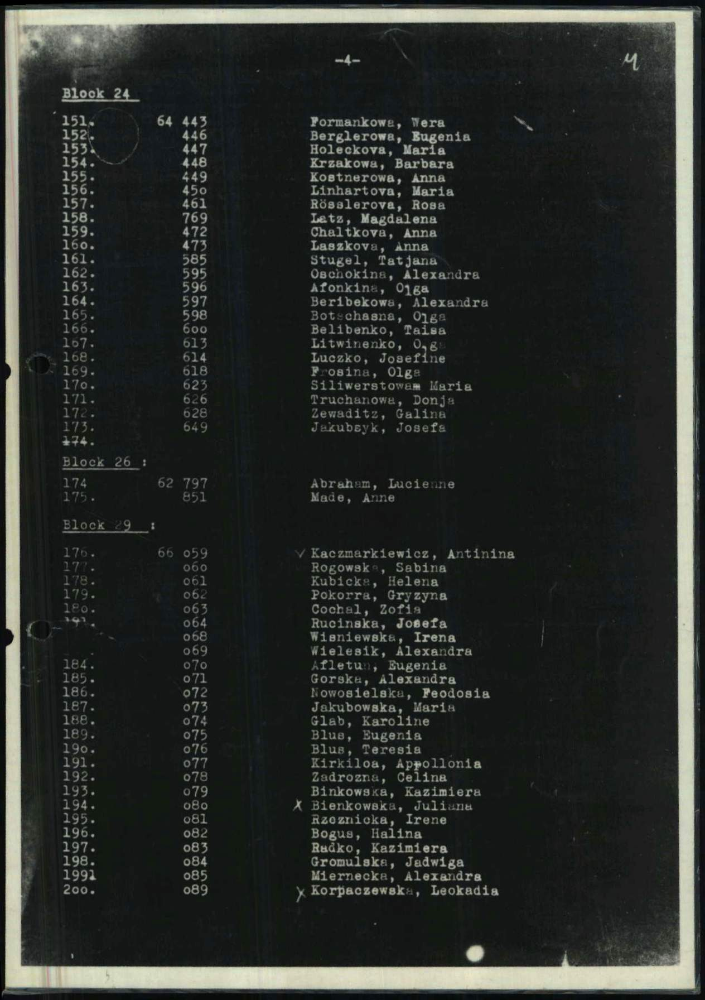 -4-
4
Block 24
151. 64 443 Formankowa, Wera
152. 446 Berglerowa, Eugenia
153. 447 Holeckova, Maria
154. 448 Krzakowa, Barbara
155. 449 Kostnerowa, Anna
156. 45o Linhartova, Maria
157. 461 Rösslerova, Rosa
158. 769 Latz, Magdalena
159. 472 Chaltkova, Anna
16o. 473 Laszkova, Anna
161. 585 Stugel, Tatjana
162. 595 Oschokina, Alexandra
163. 596 Afonkina, Olga
164. 597 Beribekowa, Alexandra
165. 598 Botschasna, Olga
166. 6oo Belibenko, Taisa
167. 613 Litwinenko, Olga
168. 614 Luczko, Josefine
169. 618 Frosina, Olga
17o. 623 Siliwerstowam Maria
171. 626 Truchanowa, Donja
172. 628 Zewaditz, Galina
173. 649 Jakubsyk, Josefa
174.
Block 26 :
174 62 797 Abraham, Lucienne
175. 851 Made, Anne
Block 29 :
176. 66 o59 V Kaczmarkiewicz, Antinina
177. o6o Rogowska, Sabina
178. o61 Kubicka, Helena
179. o62 Pokorra, Gryzyna
18o. o63 Cochal, Zofia
o64 Rucinska, Josefa
o68 Wisniewska, Irena
o69 Wielesik, Alexandra
184. o7o Afletun, Eugenia
185. o71 Gorska, Alexandra
186. o72 Nowosielska, Feodosia
187. o73 Jakubowska, Maria
188. o74 Glab, Karoline
189. o75 Blus, Eugenia
19o. o76 Blus, Teresia
191. o77 Kirkiloa, Appollonia
192. o78 Zadrozna, Celina
193. o79 Binkowska, Kazimiera
194. o8o X Bienkowska, Juliana
195. o81 Rzeznicka, Irene
196. o82 Bogus, Halina
197. o83 Radko, Kazimiera
198. o84 Gromulska, Jadwiga
1991 o85 Miernecka, Alexandra
2oo. o89 X Korpaczewska, Leokadia